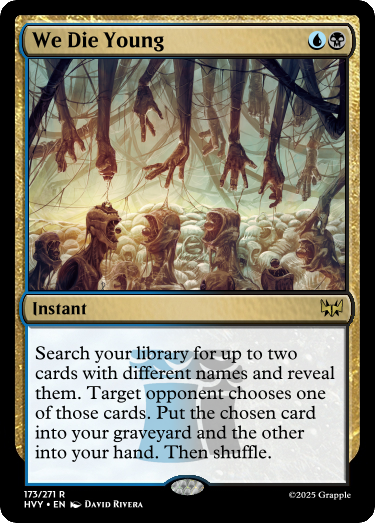 We Die Young
Instant
Search your library for up to two
cards with different names and reveal
them. Target opponent chooses one
of those cards. Put the chosen card
into your graveyard and the other
into your hand. Then shuffle.
173/271 R
HVY • EN David Rivera
©2025 Grapple